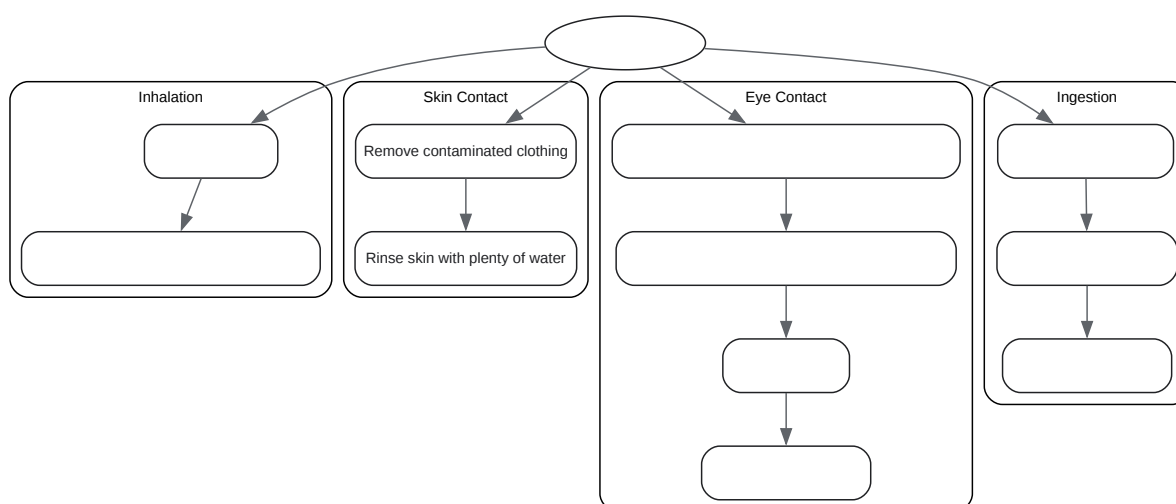 Inhalation
Skin Contact
Eye Contact
Ingestion
Remove contaminated clothing
Rinse skin with plenty of water